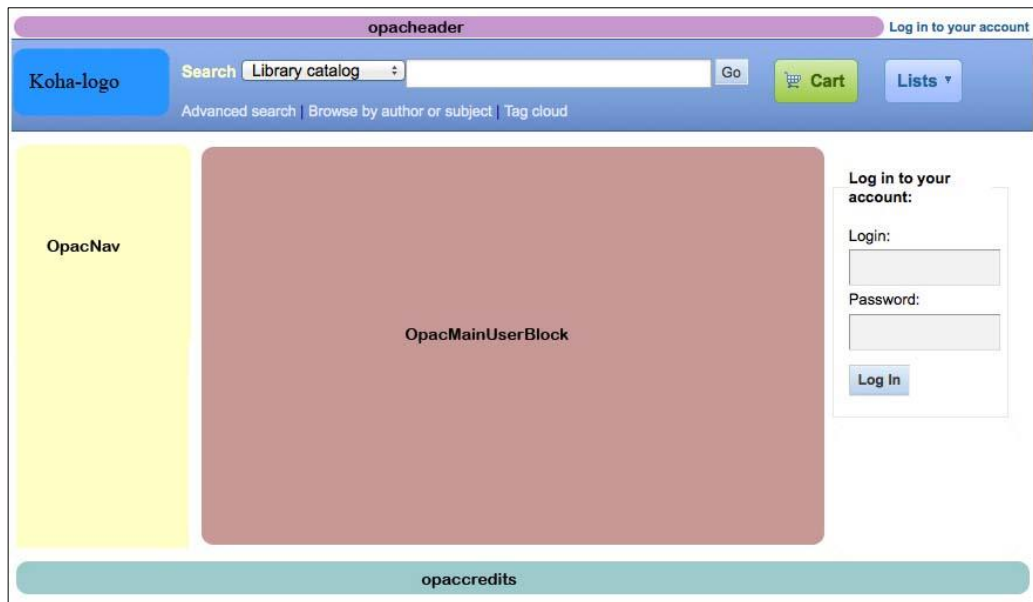 opacheader
Log in to your account
Koha-logo
Search Library catalog Go
Cart
Lists
Advanced search | Browse by author or subject | Tag cloud
OpacNav
OpacMainUserBlock
Log in to your
account:
Login:
Password:
Log In
opaccredits